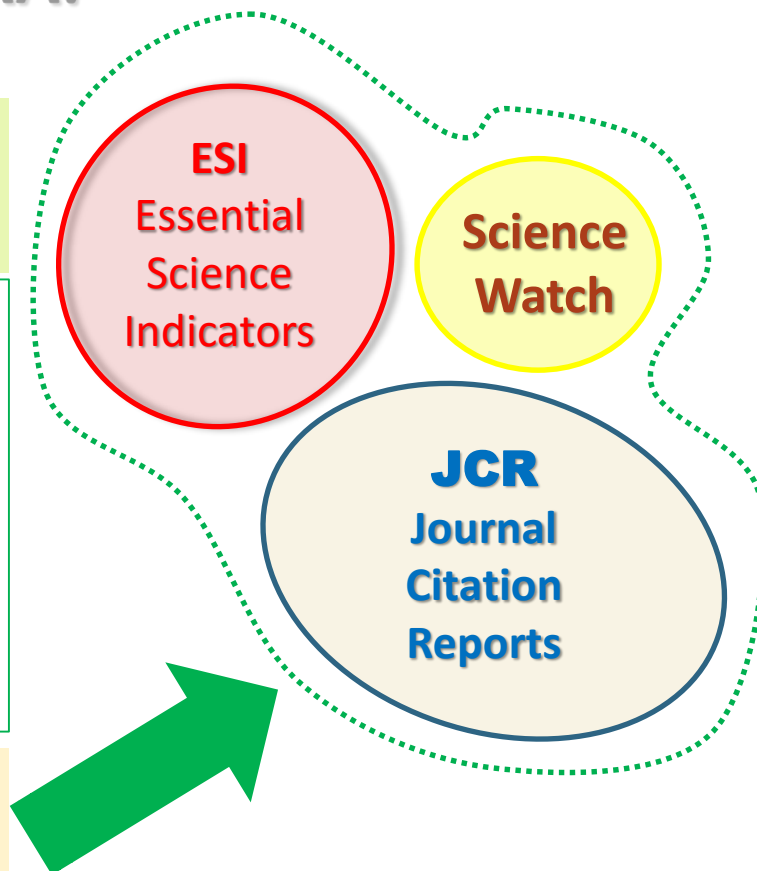 ESI
Essential
Science
Indicators
Science
Watch
JCR
Journal
Citation
Reports